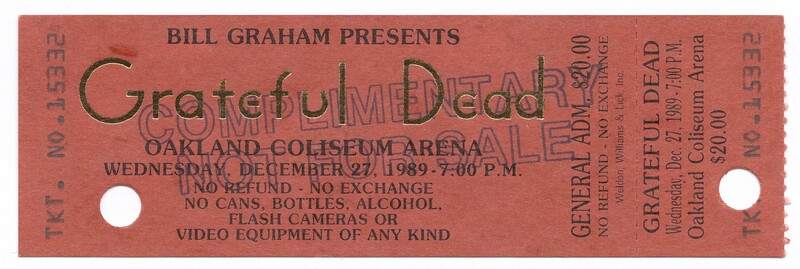 TKT. NO. 15332
BILL GRAHAM PRESENTS
Grateful Dead
COMPLIMENTARY
NOT FOR SALE
OAKLAND COLISEUM ARENA
WEDNESDAY, DECEMBER 27, 1989 - 7:00 P.M.
NO REFUND - NO EXCHANGE
NO CANS, BOTTLES, ALCOHOL,
FLASH CAMERAS OR
VIDEO EQUIPMENT OF ANY KIND
GENERAL ADM. $20.00
NO REFUND - NO EXCHANGE
Weldon, Williams & Lick, Inc.
GRATEFUL DEAD
Wednesday, Dec. 27, 1989 - 7:00 P.M.
Oakland Coliseum Arena
$20.00
TKT. NO. 15332